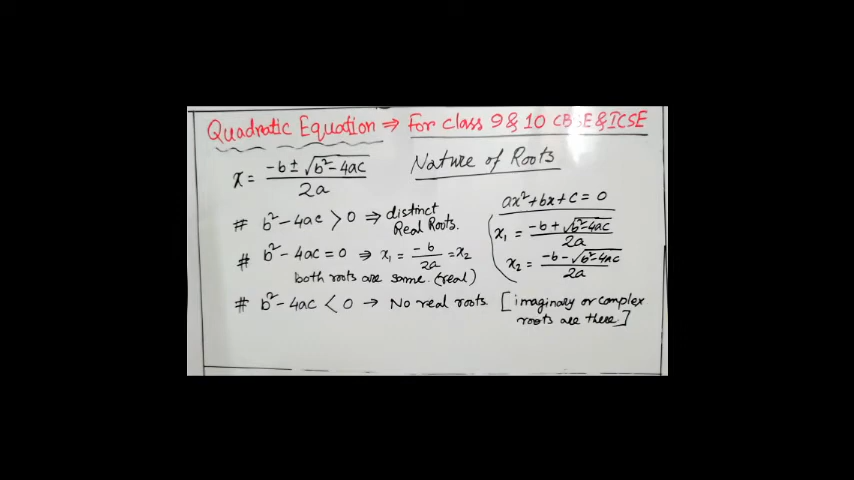 Quadratic Equation ⇒ For Class 9 & 10 CBSE & ICSE
Nature of Roots
x = (-b ± √(b²-4ac)) / 2a
# b²-4ac > 0 ⇒ distinct
Real Roots.
# b²-4ac = 0 ⇒ x₁ = -b/2a = x₂
both roots are same. (real)
# b²-4ac < 0 → No real roots. [imaginary or complex
roots are there.]
ax²+bx+c = 0
x₁ = (-b + √(b²-4ac)) / 2a
x₂ = (-b - √(b²-4ac)) / 2a